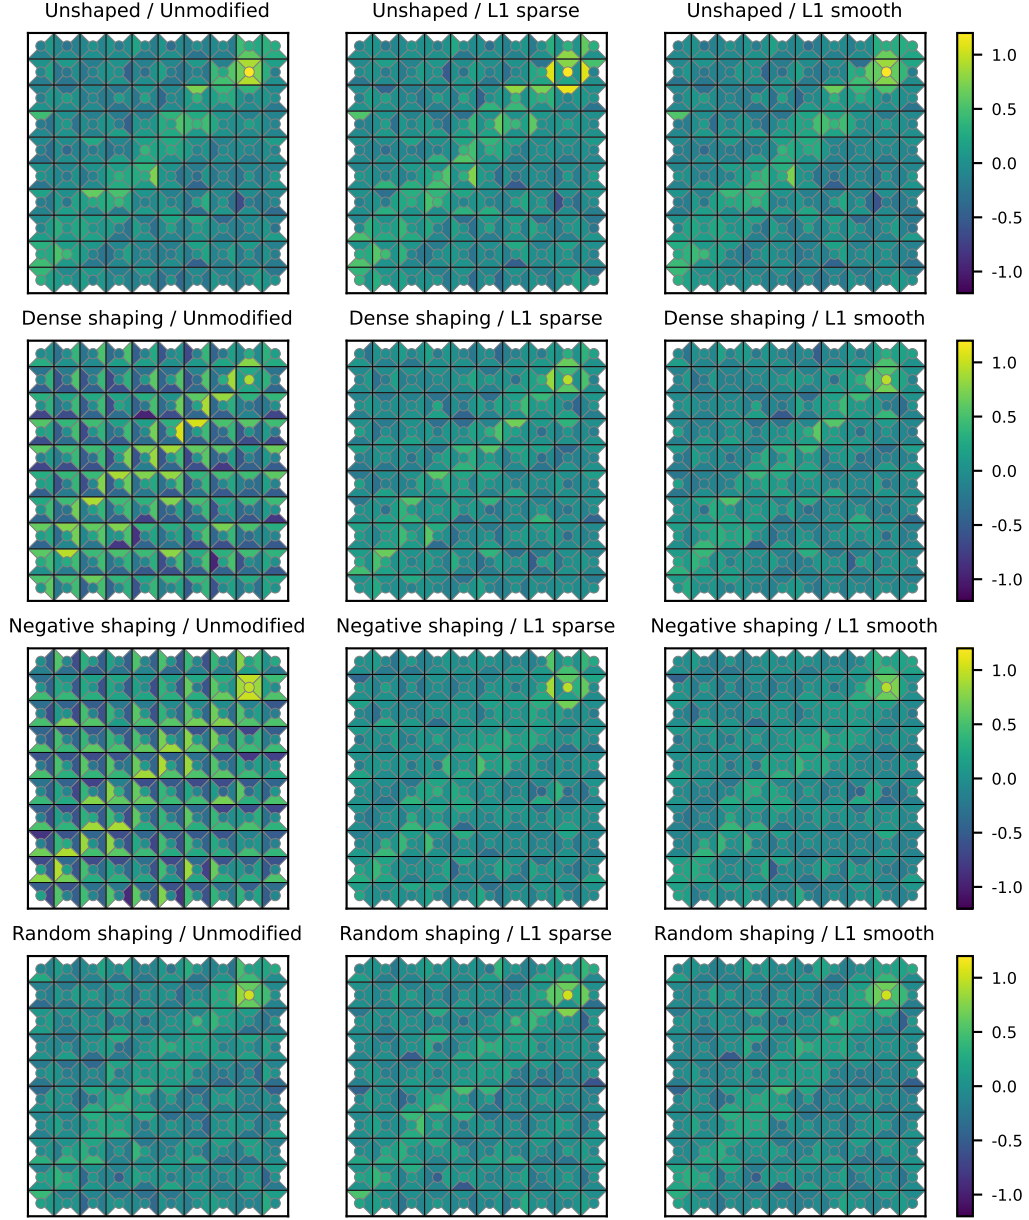 Unshaped / Unmodified
Unshaped / L1 sparse
Unshaped / L1 smooth
1.0
0.5
0.0
-0.5
-1.0
Dense shaping / Unmodified
Dense shaping / L1 sparse
Dense shaping / L1 smooth
1.0
0.5
0.0
-0.5
-1.0
Negative shaping / Unmodified
Negative shaping / L1 sparse
Negative shaping / L1 smooth
1.0
0.5
0.0
-0.5
-1.0
Random shaping / Unmodified
Random shaping / L1 sparse
Random shaping / L1 smooth
1.0
0.5
0.0
-0.5
-1.0